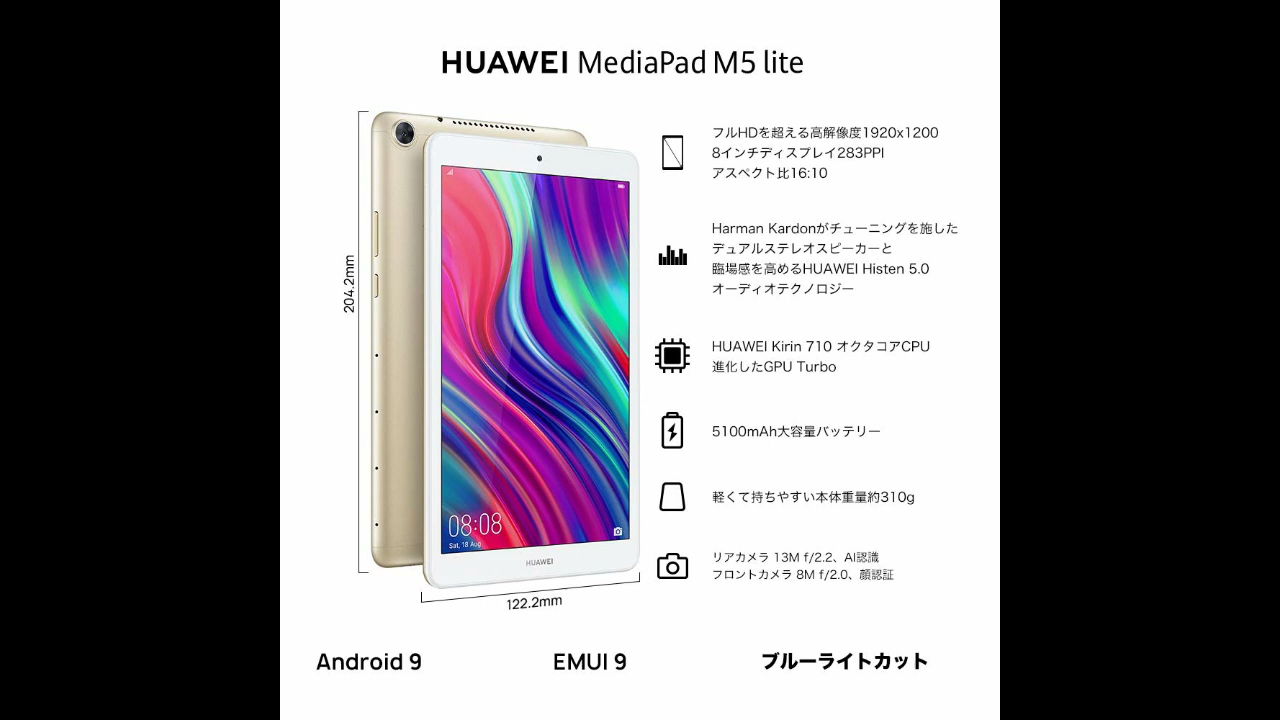 HUAWEI MediaPad M5 lite
フルHDを超える高解像度1920x1200
8インチディスプレイ283PPI
アスペクト比16:10
Harman Kardonがチューニングを施した
デュアルステレオスピーカーと
臨場感を高めるHUAWEI Histen 5.0
オーディオテクノロジー
204.2mm
HUAWEI Kirin 710 オクタコアCPU
進化したGPU Turbo
5100mAh大容量バッテリー
軽くて持ちやすい本体重量約310g
08:08
Sat, 18 Aug
HUAWEI
リアカメラ 13M f/2.2、AI認識
フロントカメラ 8M f/2.0、顔認証
122.2mm
Android 9
EMUI 9
ブルーライトカット